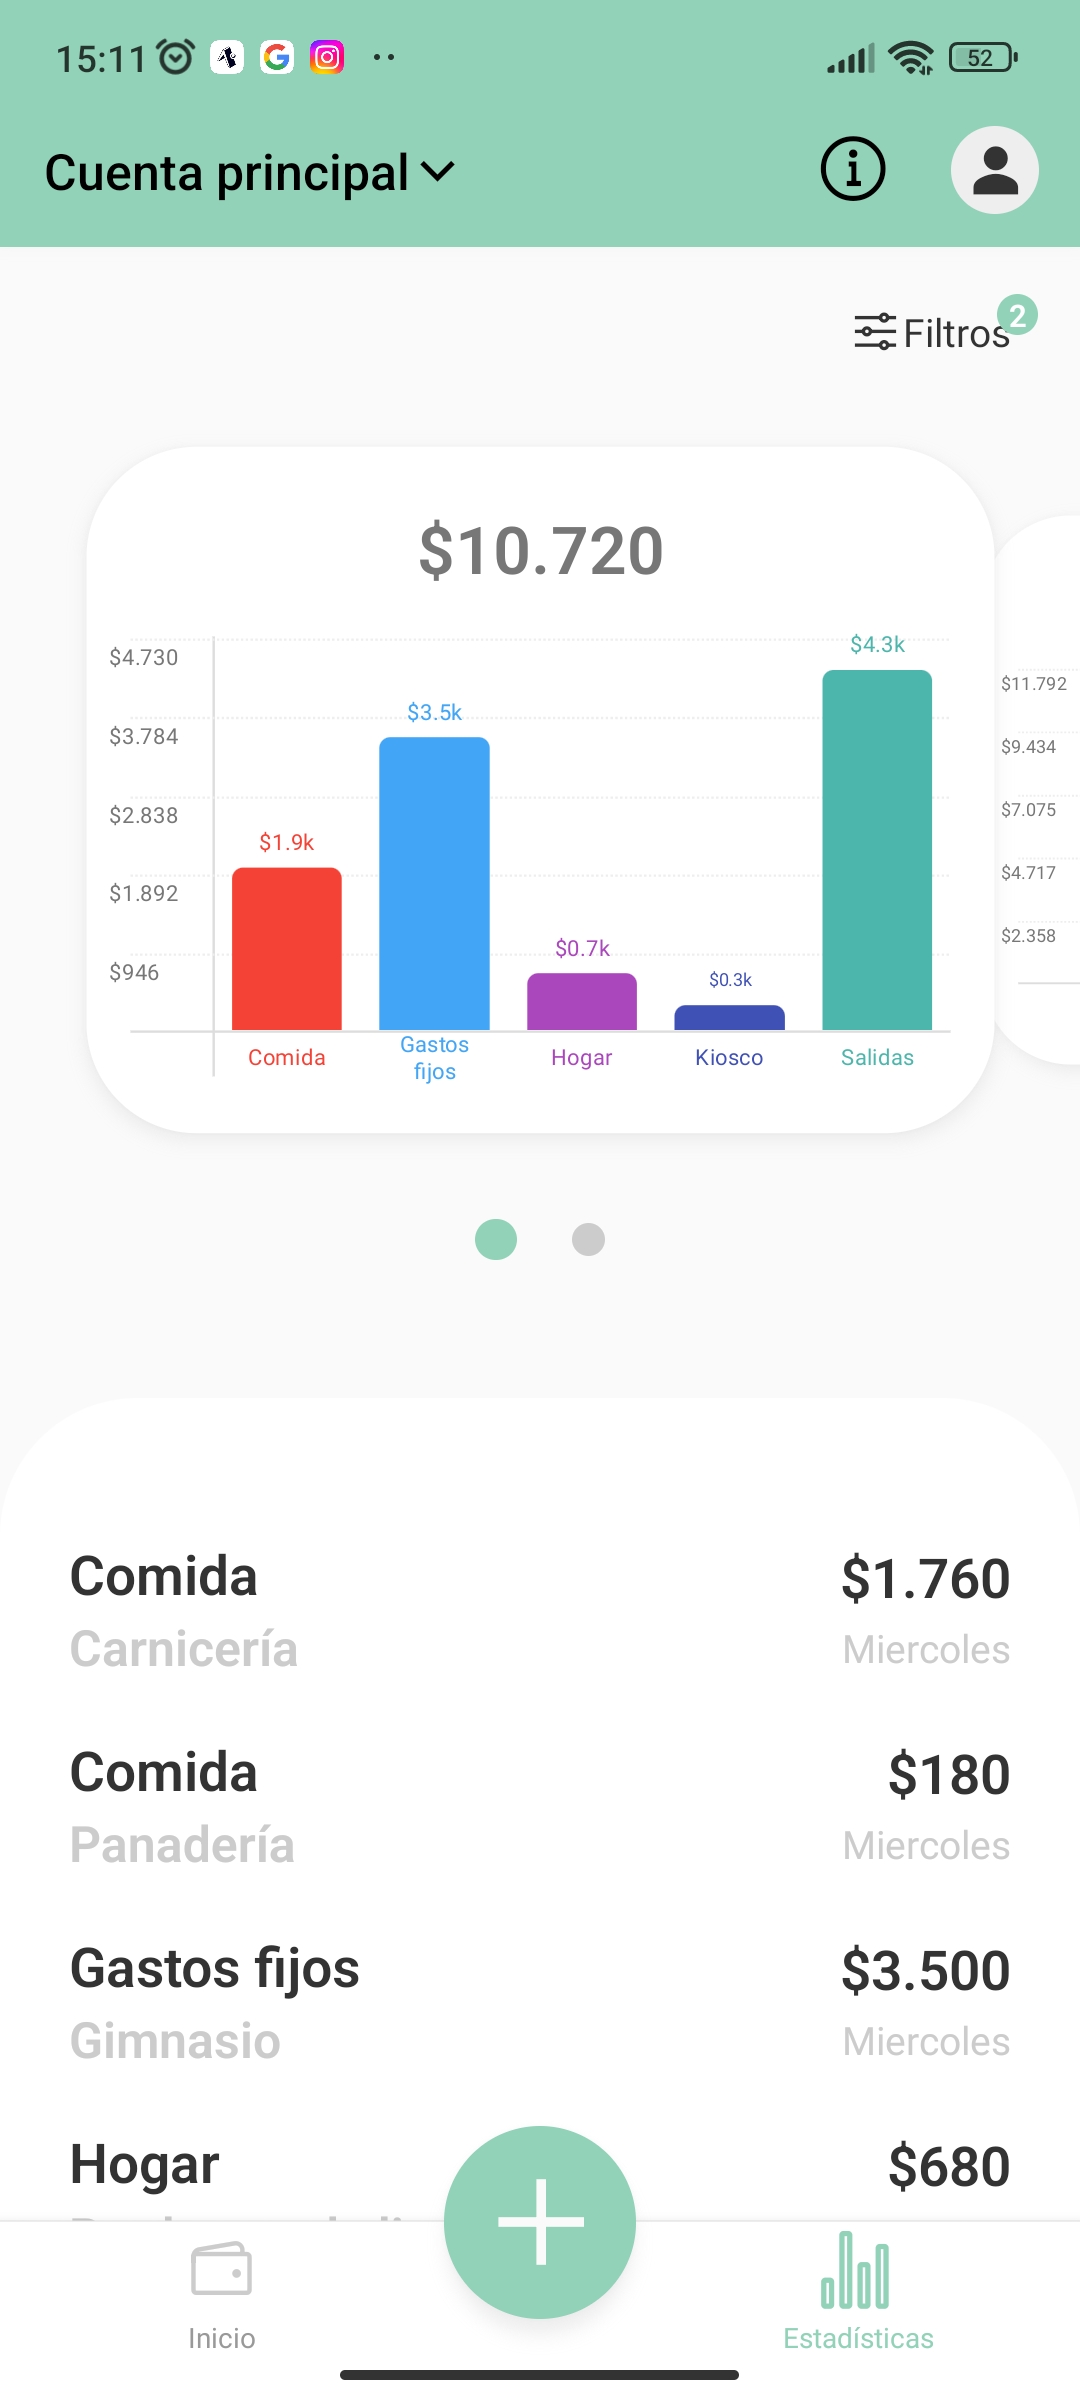 15:11
52
Cuenta principal
Filtros
2
$10.720
$4.730
$3.784
$2.838
$1.892
$946
$1.9k
$3.5k
$0.7k
$0.3k
$4.3k
Comida
Gastos
fijos
Hogar
Kiosco
Salidas
$11.792
$9.434
$7.075
$4.717
$2.358
Comida
$1.760
Carnicería
Miercoles
Comida
$180
Panadería
Miercoles
Gastos fijos
$3.500
Gimnasio
Miercoles
Hogar
$680
Inicio
Estadísticas